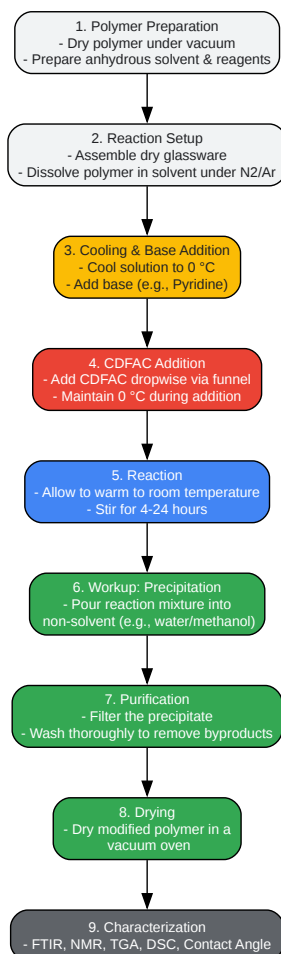 1. Polymer Preparation
- Dry polymer under vacuum
- Prepare anhydrous solvent & reagents
2. Reaction Setup
- Assemble dry glassware
- Dissolve polymer in solvent under N2/Ar
3. Cooling & Base Addition
- Cool solution to 0 °C
- Add base (e.g., Pyridine)
4. CDFAC Addition
- Add CDFAC dropwise via funnel
- Maintain 0 °C during addition
5. Reaction
- Allow to warm to room temperature
- Stir for 4-24 hours
6. Workup: Precipitation
- Pour reaction mixture into
non-solvent (e.g., water/methanol)
7. Purification
- Filter the precipitate
- Wash thoroughly to remove byproducts
8. Drying
- Dry modified polymer in a
vacuum oven
9. Characterization
- FTIR, NMR, TGA, DSC, Contact Angle